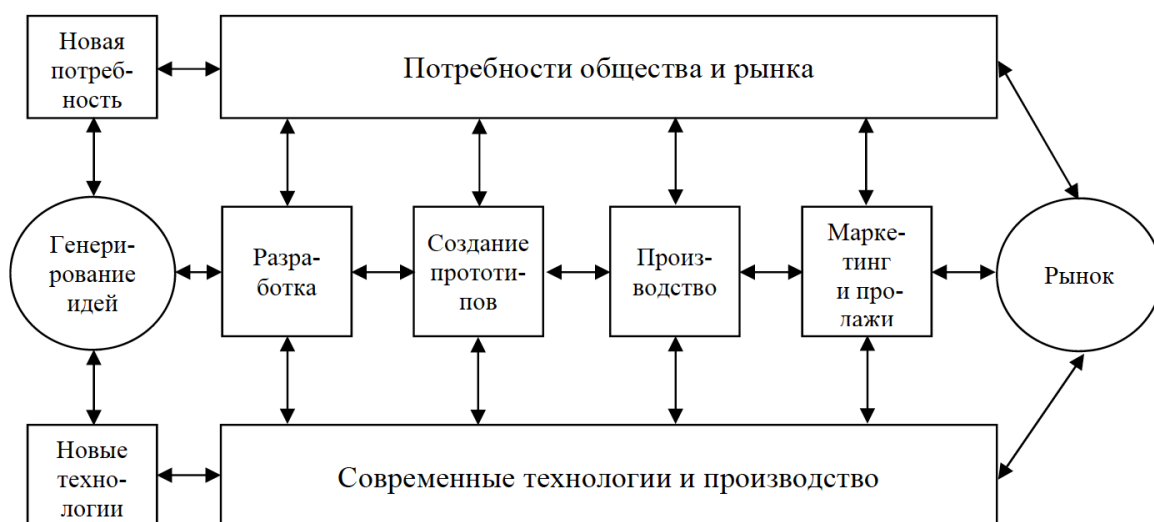 Новая
потреб-
ность
Потребности общества и рынка
Генери-
рование
идей
Разра-
ботка
Создание
прототи-
пов
Произ-
водство
Марке-
тинг
и про-
дажи
Рынок
Новые
техно-
логии
Современные технологии и производство